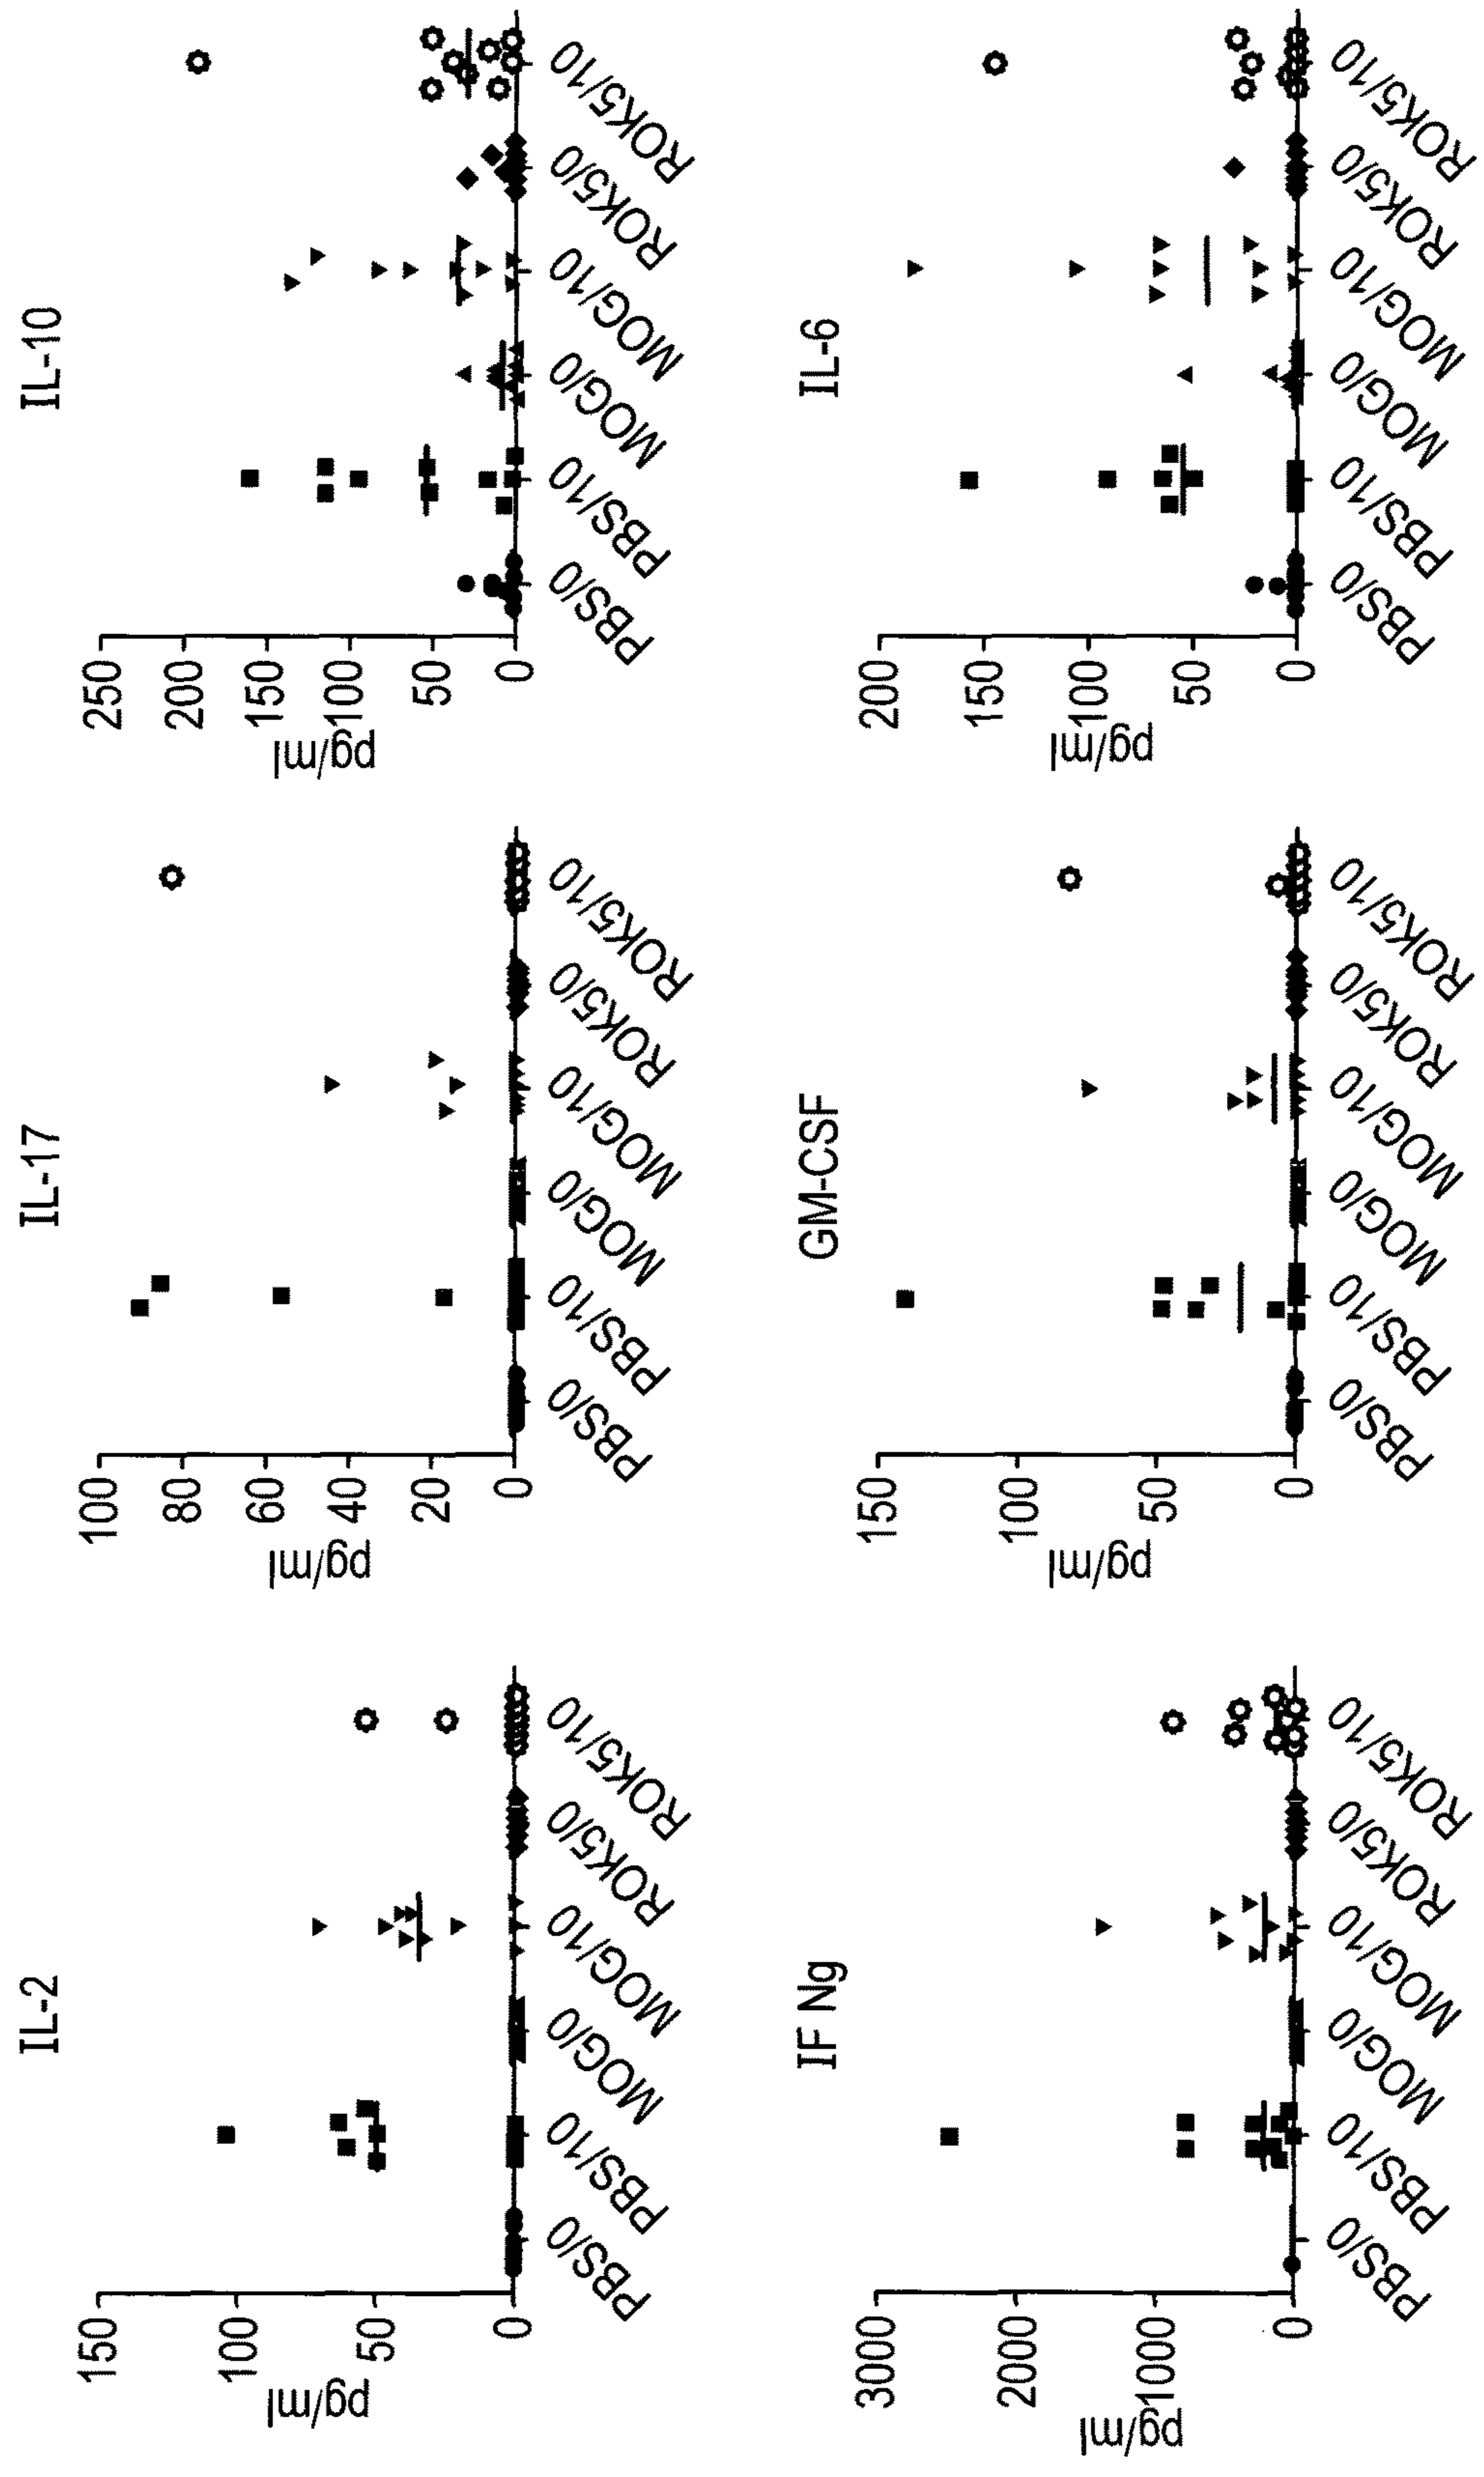 IL-2
150
100
50
0
pg/ml
PBS/0
PBS/10
MOG/0
MOG/10
ROK5/0
ROK5/10
IL-17
100
80
60
40
20
0
pg/ml
PBS/0
PBS/10
MOG/0
MOG/10
ROK5/0
ROK5/10
IL-10
250
200
150
100
50
0
pg/ml
PBS/0
PBS/10
MOG/0
MOG/10
ROK5/0
ROK5/10
IF Ng
3000
2000
1000
0
pg/ml
PBS/0
PBS/10
MOG/0
MOG/10
ROK5/0
ROK5/10
GM-CSF
150
100
50
0
pg/ml
PBS/0
PBS/10
MOG/0
MOG/10
ROK5/0
ROK5/10
IL-6
200
150
100
50
0
pg/ml
PBS/0
PBS/10
MOG/0
MOG/10
ROK5/0
ROK5/10